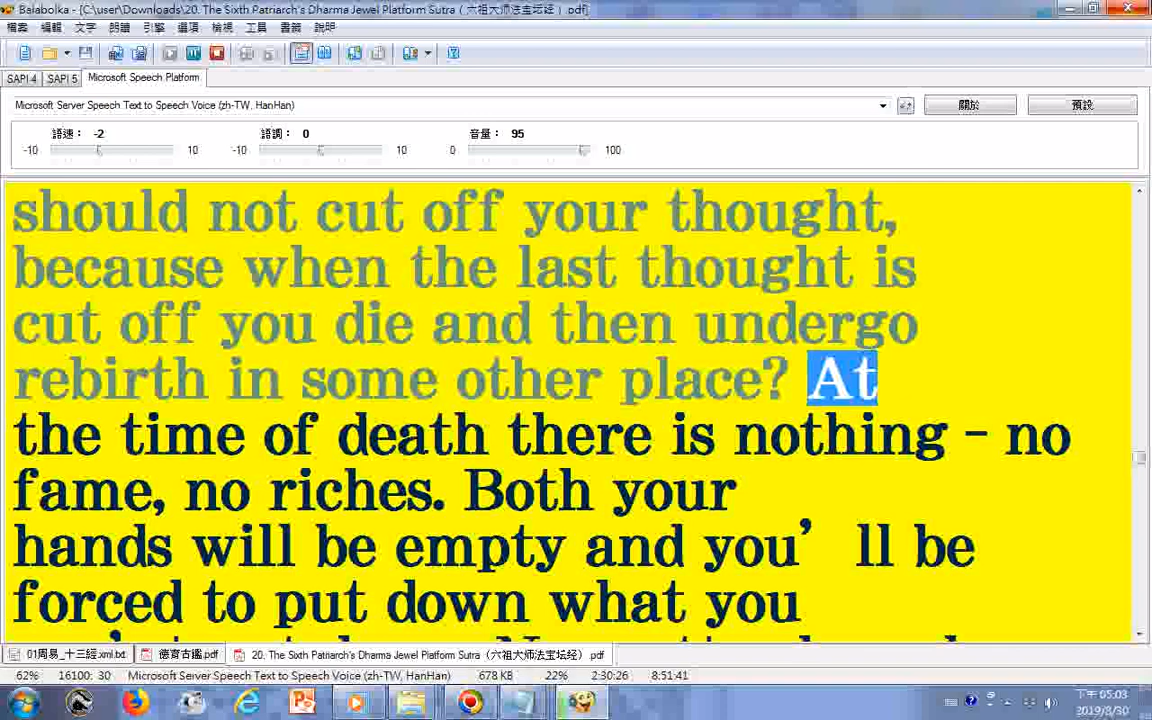 Balabolka - [C:\user\Downloads\20. The Sixth Patriarch's Dharma Jewel Platform Sutra（六祖大师法宝坛经）.pdf]
檔案 編輯 文字 朗讀 引擎 選項 檢視 工具 書籤 說明
SAPI 4 SAPI 5 Microsoft Speech Platform
Microsoft Server Speech Text to Speech Voice (zh-TW, HanHan) 關於 預設
語速： -2 語調： 0 音量： 95
-10 10 -10 10 0 100
should not cut off your thought,
because when the last thought is
cut off you die and then undergo
rebirth in some other place? At
the time of death there is nothing - no
fame, no riches. Both your
hands will be empty and you’ll be
forced to put down what you
01周易_十三經.xml.txt 德育古鑑.pdf 20. The Sixth Patriarch's Dharma Jewel Platform Sutra（六祖大师法宝坛经）.pdf
62% 16100: 30 Microsoft Server Speech Text to Speech Voice (zh-TW, HanHan) 678 KB 22% 2:30:26 8:51:41
下午 05:03
2019/8/30